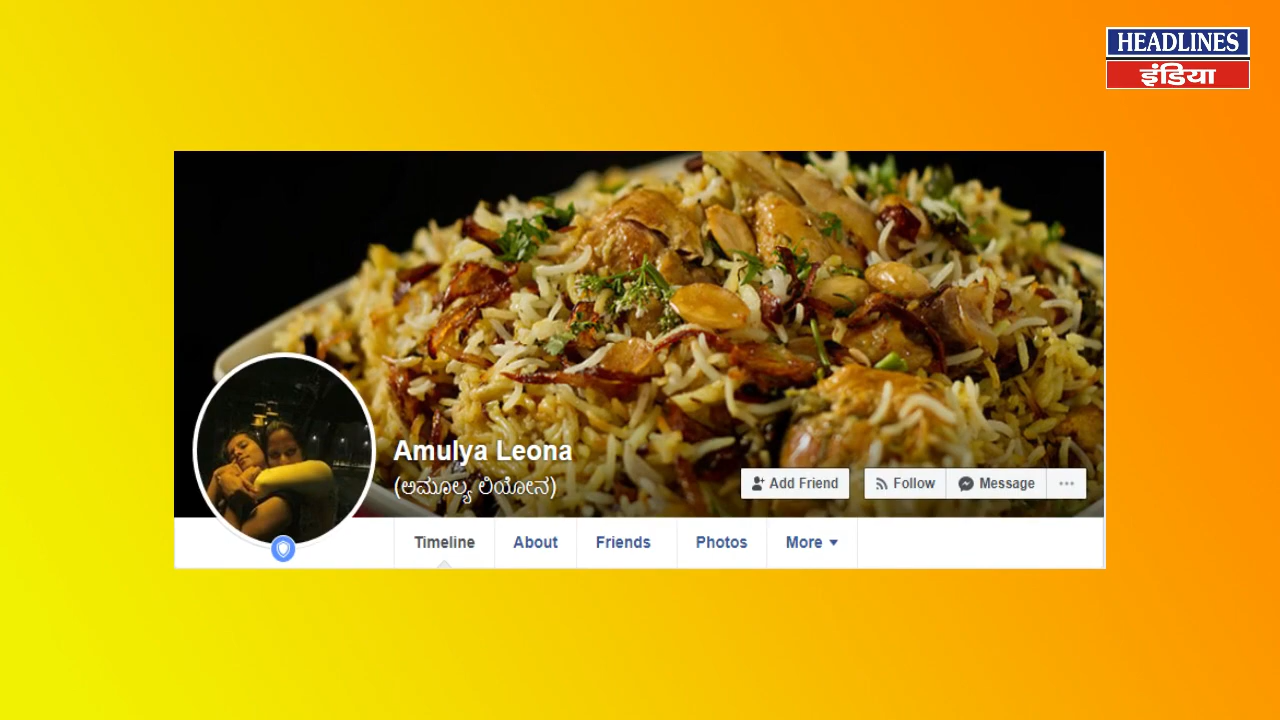 HEADLINES
इंडिया
Amulya Leona
(ಅಮೂಲ್ಯ ಲಿಯೋನ)
Add Friend Follow Message
Timeline About Friends Photos More